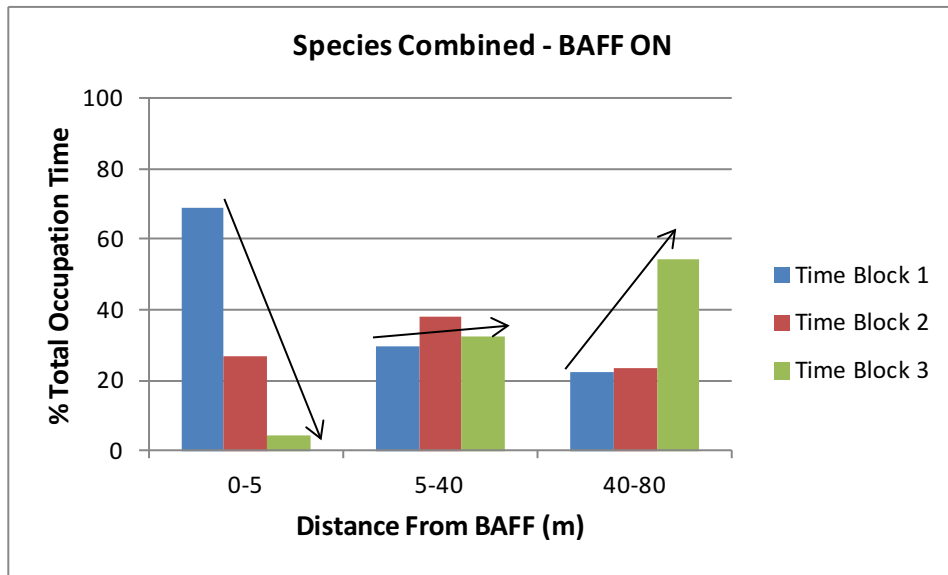 Species Combined - BAFF ON
% Total Occupation Time
100
80
60
40
20
0
0-5
5-40
40-80
Distance From BAFF (m)
Time Block 1
Time Block 2
Time Block 3